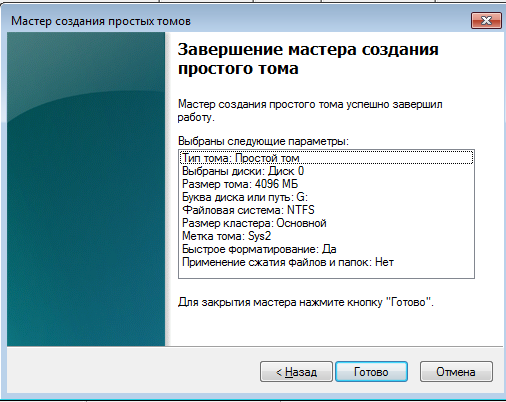 Мастер создания простых томов
Завершение мастера создания
простого тома
Мастер создания простого тома успешно завершил
работу.
Выбраны следующие параметры:
Тип тома: Простой том
Выбраны диски: Диск 0
Размер тома: 4096 МБ
Буква диска или путь: G:
Файловая система: NTFS
Размер кластера: Основной
Метка тома: Sys2
Быстрое форматирование: Да
Применение сжатия файлов и папок: Нет
Для закрытия мастера нажмите кнопку "Готово".
< Назад
Готово
Отмена